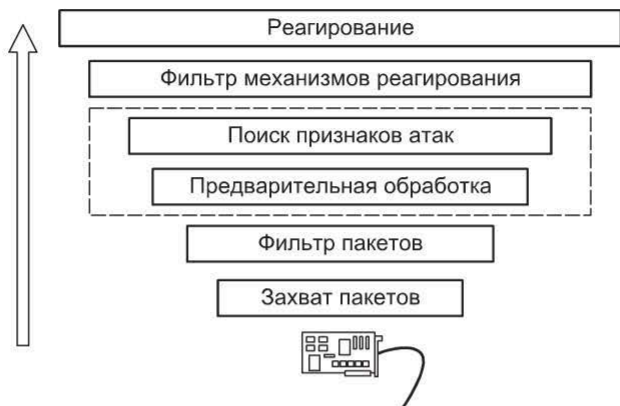 Реагирование
Фильтр механизмов реагирования
Поиск признаков атак
Предварительная обработка
Фильтр пакетов
Захват пакетов